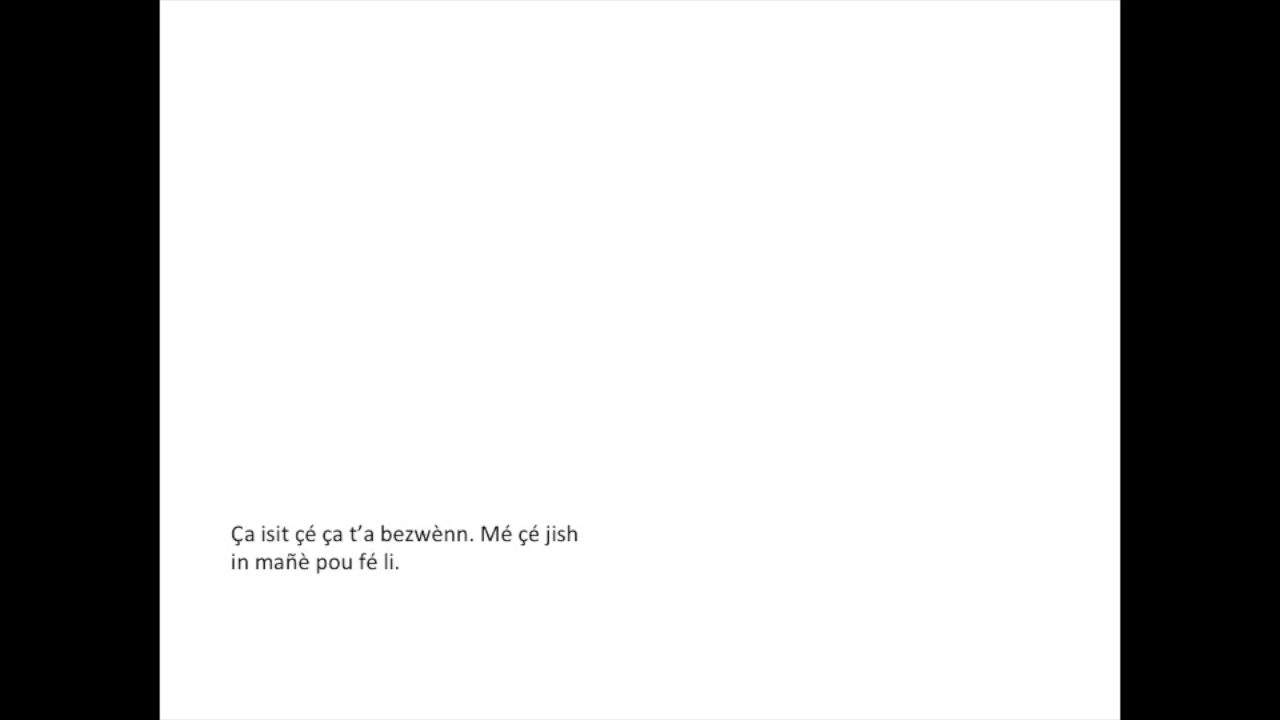 Ça isit çé ça t’a bezwènn. Mé çé jish
in mañè pou fé li.